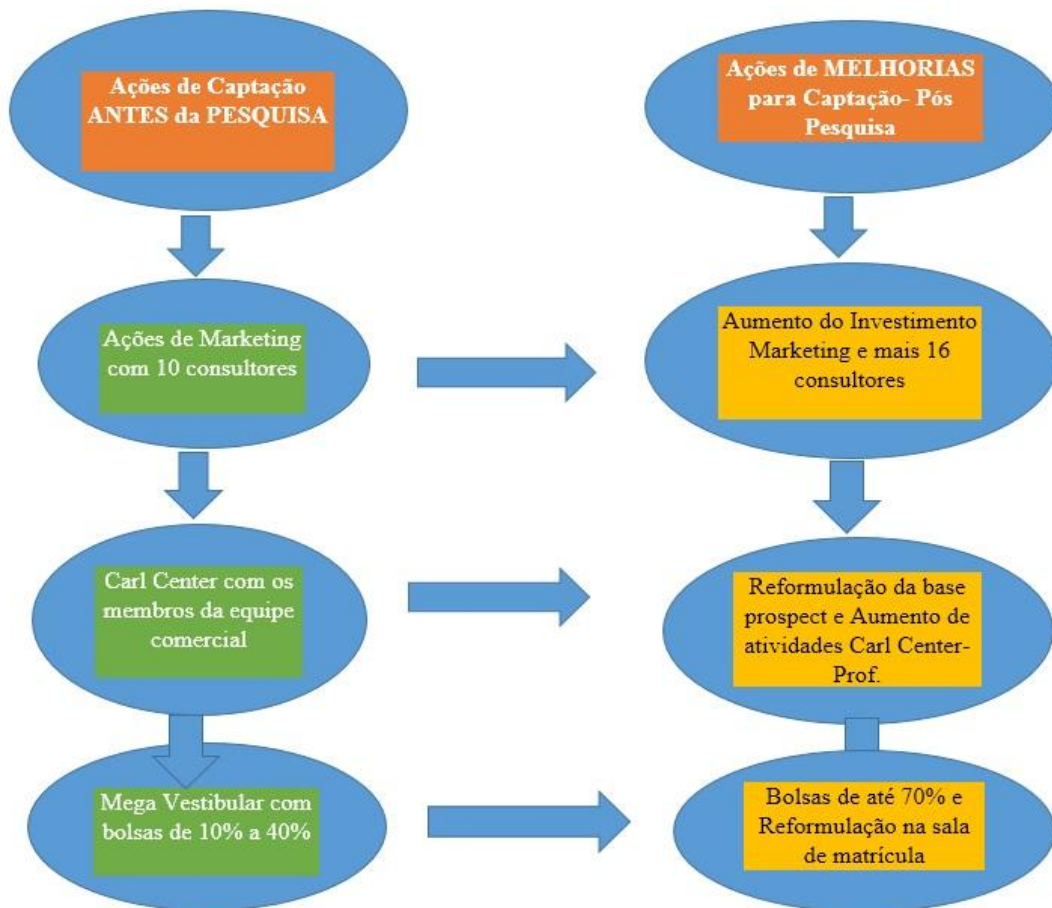 Ações de Captação
ANTES da PESQUISA
Ações de MELHORIAS
para Captação- Pós
Pesquisa
Ações de Marketing
com 10 consultores
Aumento do Investimento
Marketing e mais 16
consultores
Carl Center com os
membros da equipe
comercial
Reformulação da base
prospect e Aumento de
atividades Carl Center-
Prof.
Mega Vestibular com
bolsas de 10% a 40%
Bolsas de até 70% e
Reformulação na sala
de matrícula